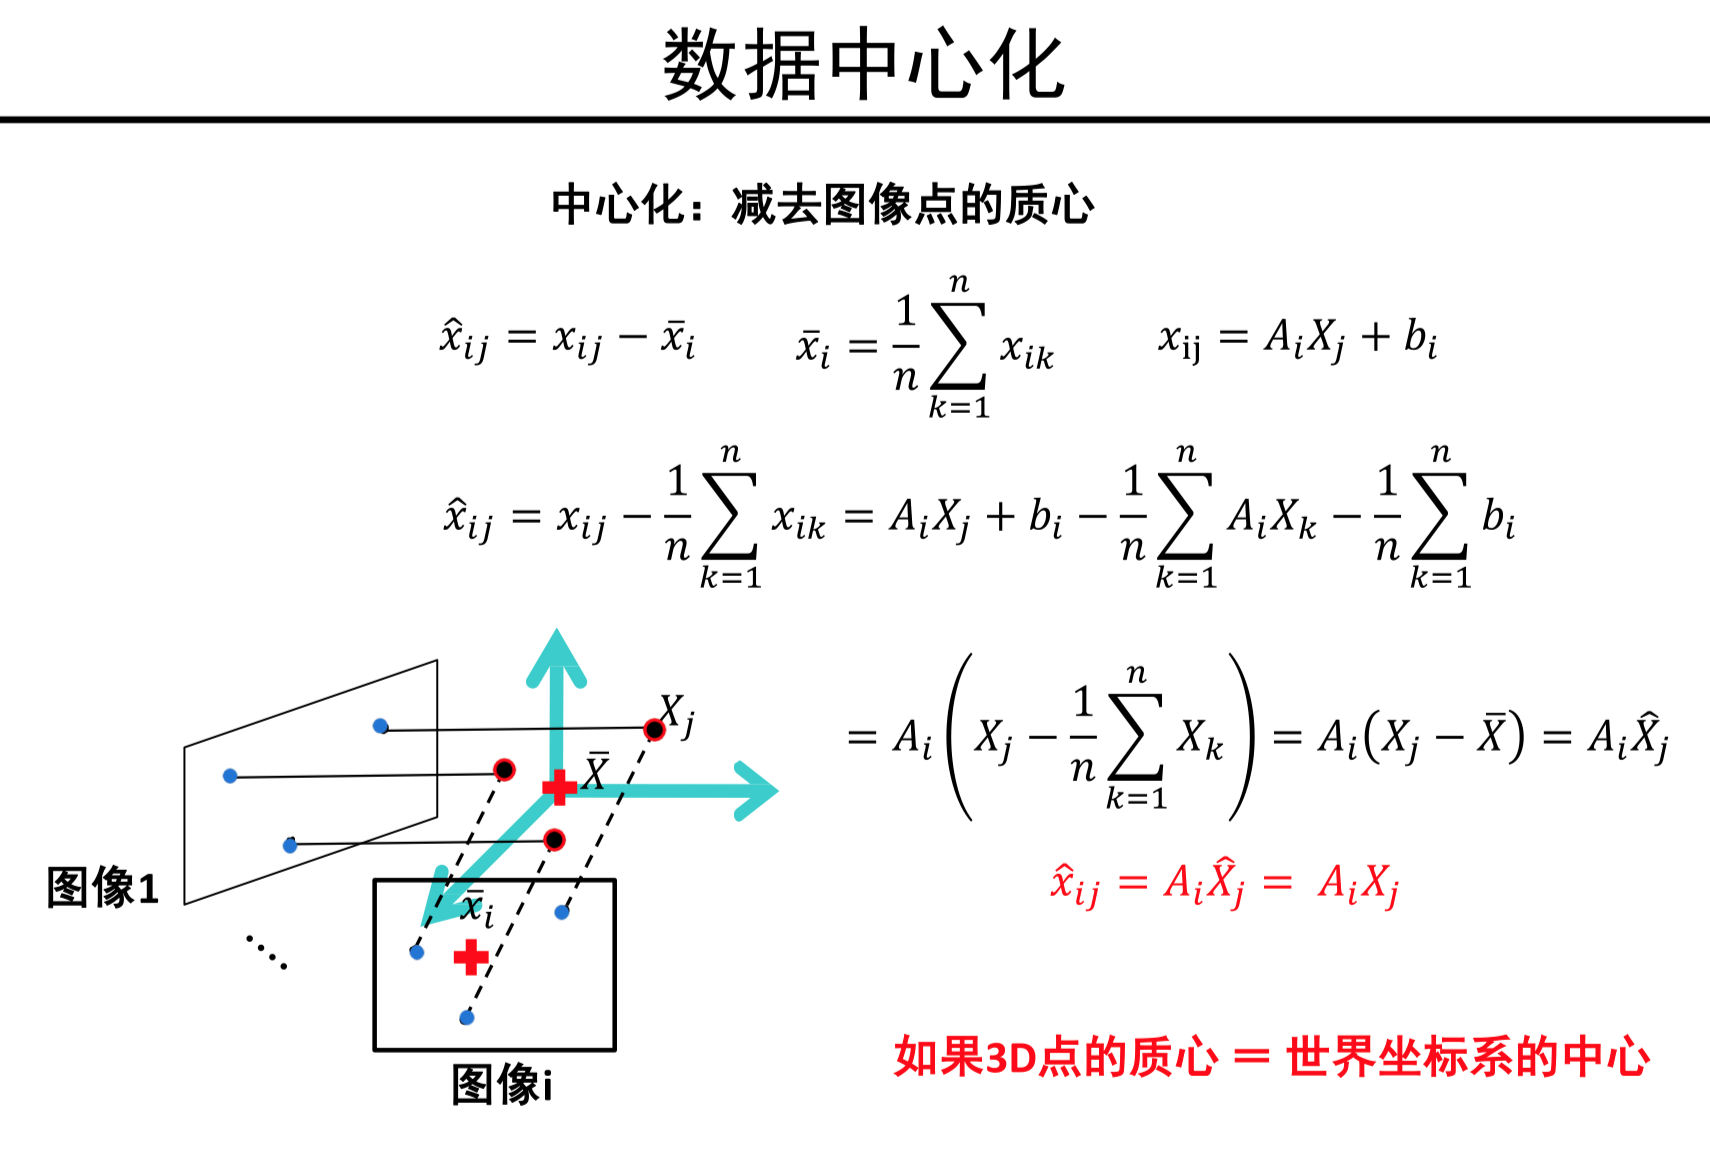 数据中心化
中心化：减去图像点的质心
$\hat{x}_{ij} = x_{ij} - \bar{x}_i$   $\bar{x}_i = \frac{1}{n}\sum_{k=1}^{n} x_{ik}$   $x_{\mathrm{ij}} = A_i X_j + b_i$
$\hat{x}_{ij} = x_{ij} - \frac{1}{n}\sum_{k=1}^{n} x_{ik} = A_i X_j + b_i - \frac{1}{n}\sum_{k=1}^{n} A_i X_k - \frac{1}{n}\sum_{k=1}^{n} b_i$
$= A_i \left( X_j - \frac{1}{n}\sum_{k=1}^{n} X_k \right) = A_i (X_j - \bar{X}) = A_i \hat{X}_j$
$\hat{x}_{ij} = A_i \hat{X}_j = A_i X_j$
如果3D点的质心 = 世界坐标系的中心
$X_j$
$\bar{X}$
图像1
$\bar{x}_i$
图像i